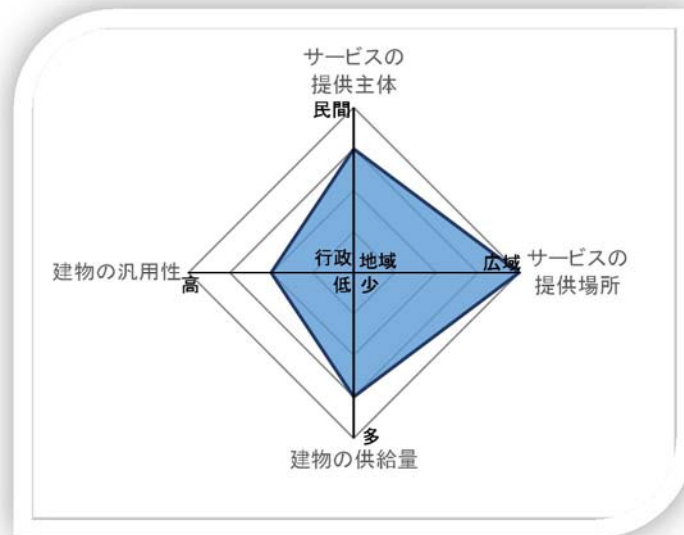 サービスの
提供主体
民間
建物の汎用性
高
行政
地域
低
少
広域
サービスの
提供場所
多
建物の供給量